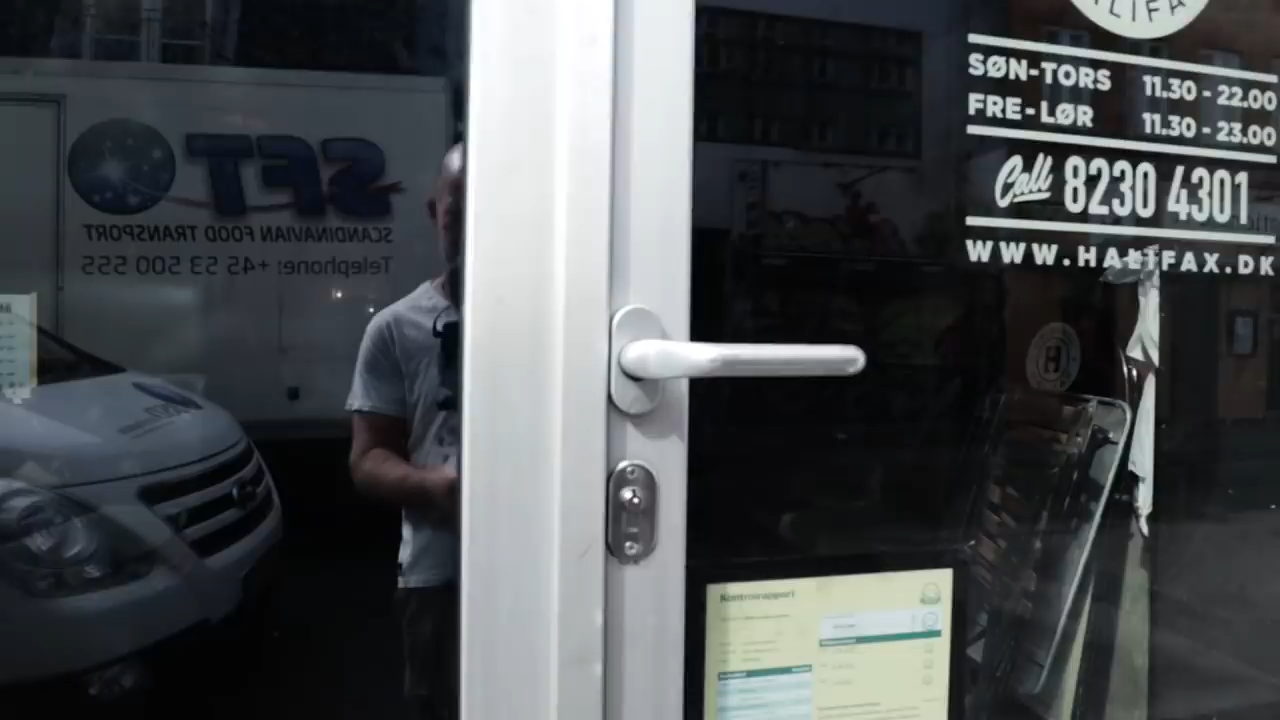 HALIFAX
SØN-TORS 11.30 - 22.00
FRE-LØR 11.30 - 23.00
Call 8230 4301
WWW.HALIFAX.DK
H
SFT
SCANDINAVIAN FOOD TRANSPORT
Telephone: +45 53 500 555
Kontrolrapport